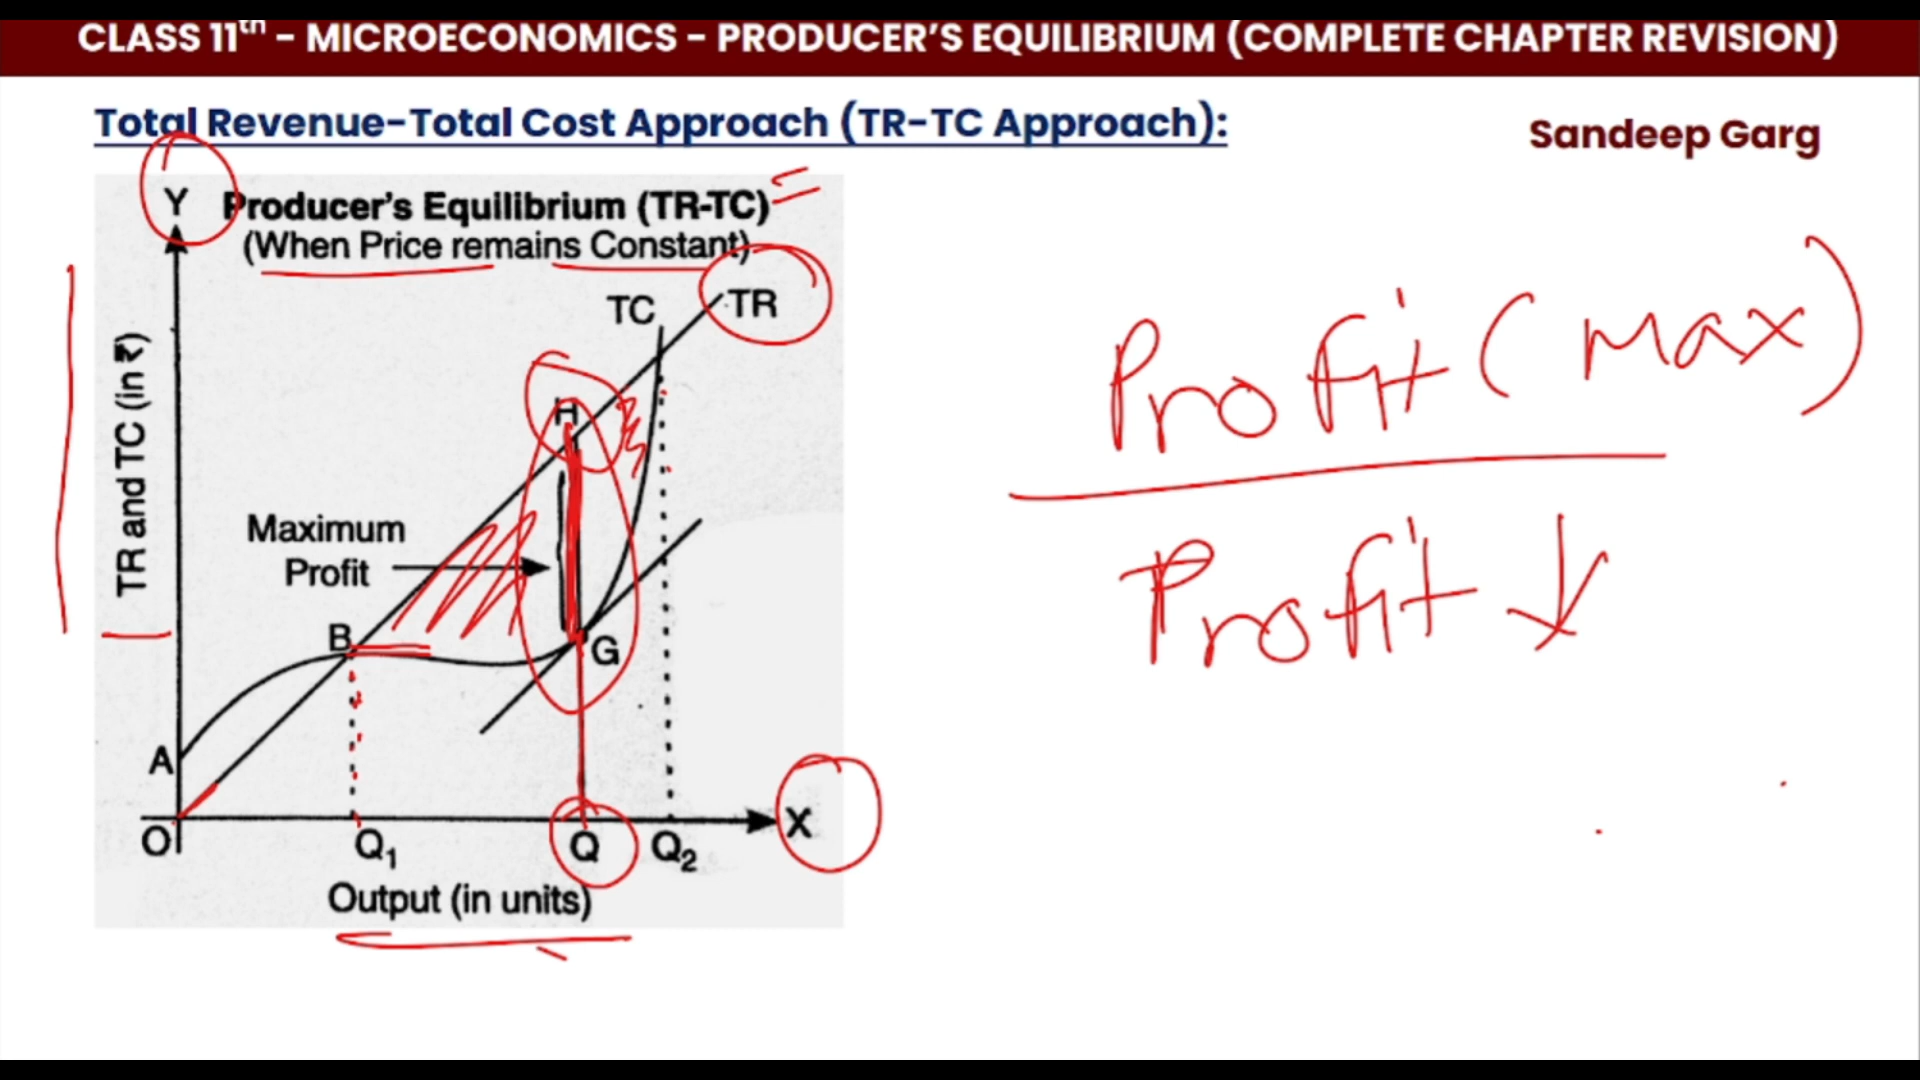 CLASS 11th – MICROECONOMICS – PRODUCER'S EQUILIBRIUM (COMPLETE CHAPTER REVISION)
Total Revenue-Total Cost Approach (TR-TC Approach):
Sandeep Garg
Y
Producer's Equilibrium (TR-TC)
(When Price remains Constant)
TC
TR
TR and TC (in ₹)
H
Maximum
Profit
B
G
A
O
Q1
Q
Q2
X
Output (in units)
Profit (Max)
Profit ↓